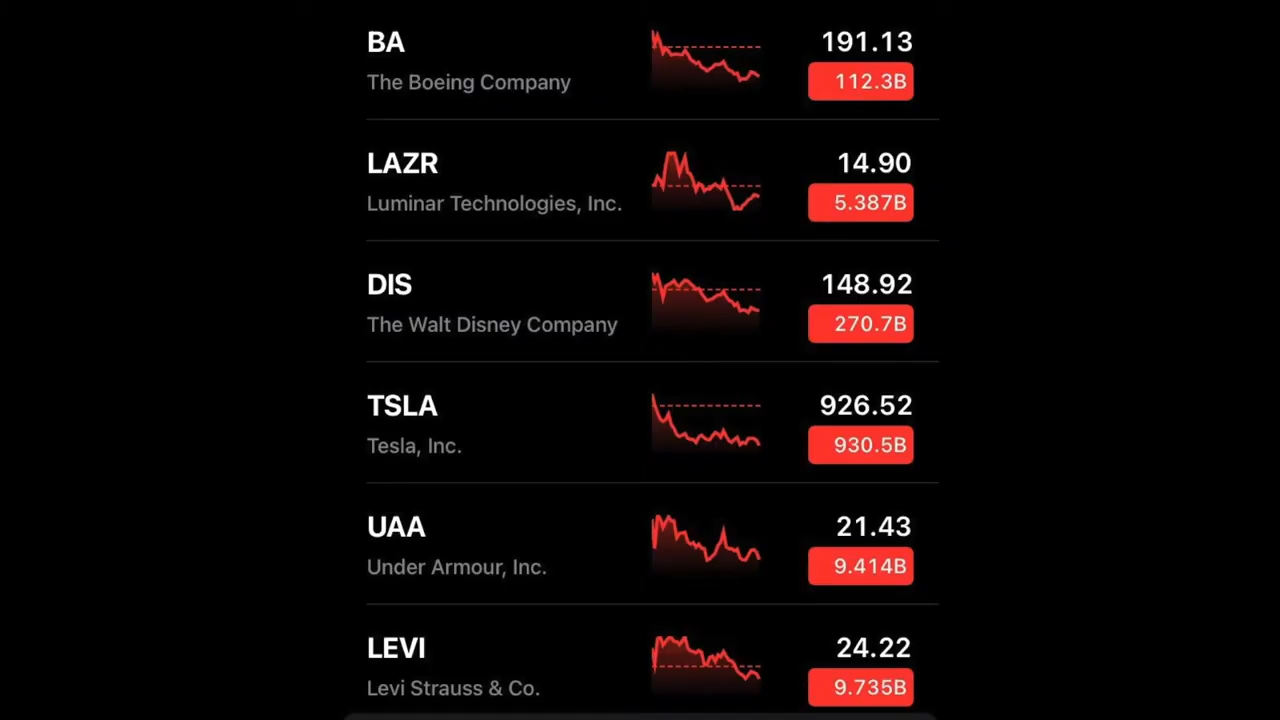 BA 191.13
The Boeing Company 112.3B
LAZR 14.90
Luminar Technologies, Inc. 5.387B
DIS 148.92
The Walt Disney Company 270.7B
TSLA 926.52
Tesla, Inc. 930.5B
UAA 21.43
Under Armour, Inc. 9.414B
LEVI 24.22
Levi Strauss & Co. 9.735B